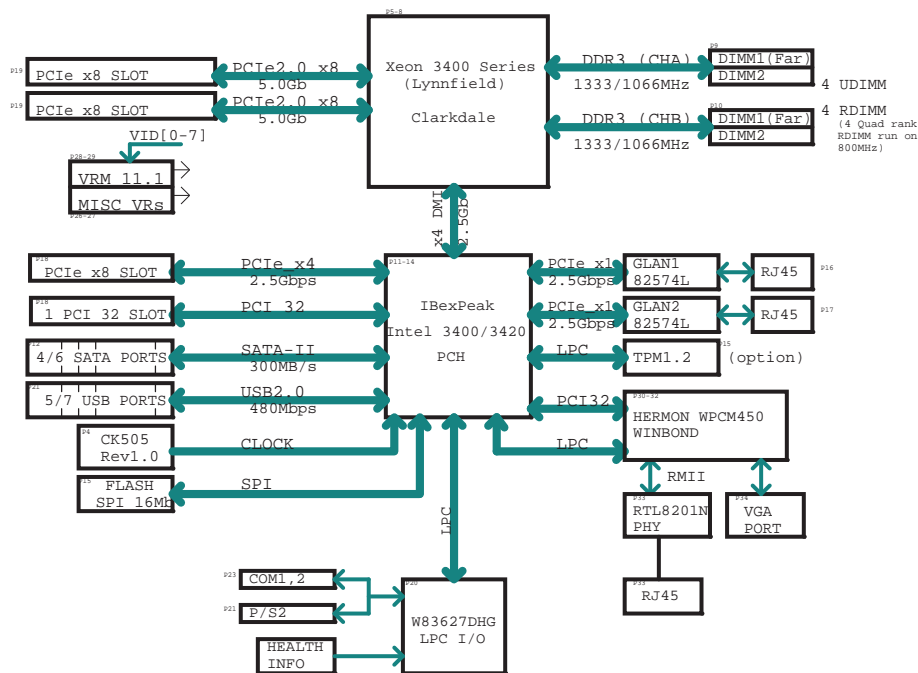 P5-8
Xeon 3400 Series
(Lynnfield)
Clarkdale
P19
PCIe x8 SLOT
PCIe2.0 x8
5.0Gb
P19
PCIe x8 SLOT
PCIe2.0 x8
5.0Gb
DDR3 (CHA)
1333/1066MHz
P9
DIMM1(Far)
DIMM2
4 UDIMM
DDR3 (CHB)
1333/1066MHz
P10
DIMM1(Far)
DIMM2
4 RDIMM
(4 Quad rank
RDIMM run on
800MHz)
VID[0-7]
P28-29
VRM 11.1
MISC VRs
P26-27
x4 DMI
2.5Gb
P11-14
IBexPeak
Intel 3400/3420
PCH
P18
PCIe x8 SLOT
PCIe_x4
2.5Gbps
P18
1 PCI 32 SLOT
PCI 32
P12
4/6 SATA PORTS
SATA-II
300MB/s
P21
5/7 USB PORTS
USB2.0
480Mbps
P4
CK505
Rev1.0
CLOCK
P15
FLASH
SPI 16Mb
SPI
PCIe_x1
2.5Gbps
GLAN1
82574L
RJ45
P16
PCIe_x1
2.5Gbps
GLAN2
82574L
RJ45
P17
LPC
TPM1.2
P15
(option)
PCI32
P30-32
HERMON WPCM450
WINBOND
LPC
RMII
P33
RTL8201N
PHY
P34
VGA
PORT
P33
RJ45
LPC
P23
COM1,2
P21
P/S2
HEALTH
INFO
P20
W83627DHG
LPC I/O